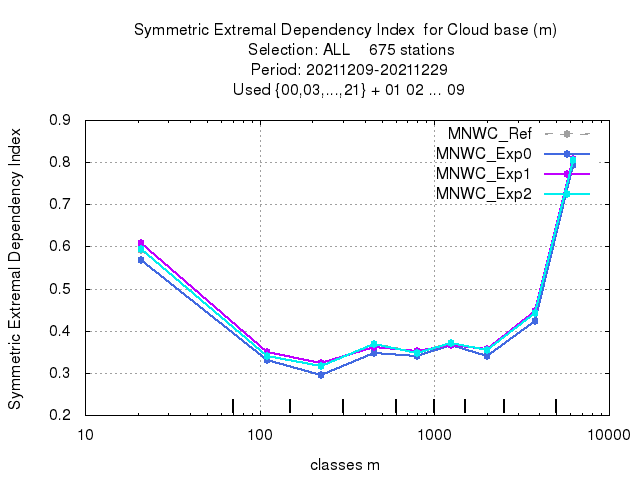 Symmetric Extremal Dependency Index  for Cloud base (m)
Selection: ALL    675 stations
Period: 20211209-20211229
Used {00,03,...,21} + 01 02 ... 09
Symmetric Extremal Dependency Index
0.9
0.8
0.7
0.6
0.5
0.4
0.3
0.2
MNWC_Ref
MNWC_Exp0
MNWC_Exp1
MNWC_Exp2
10 100 1000 10000
classes m